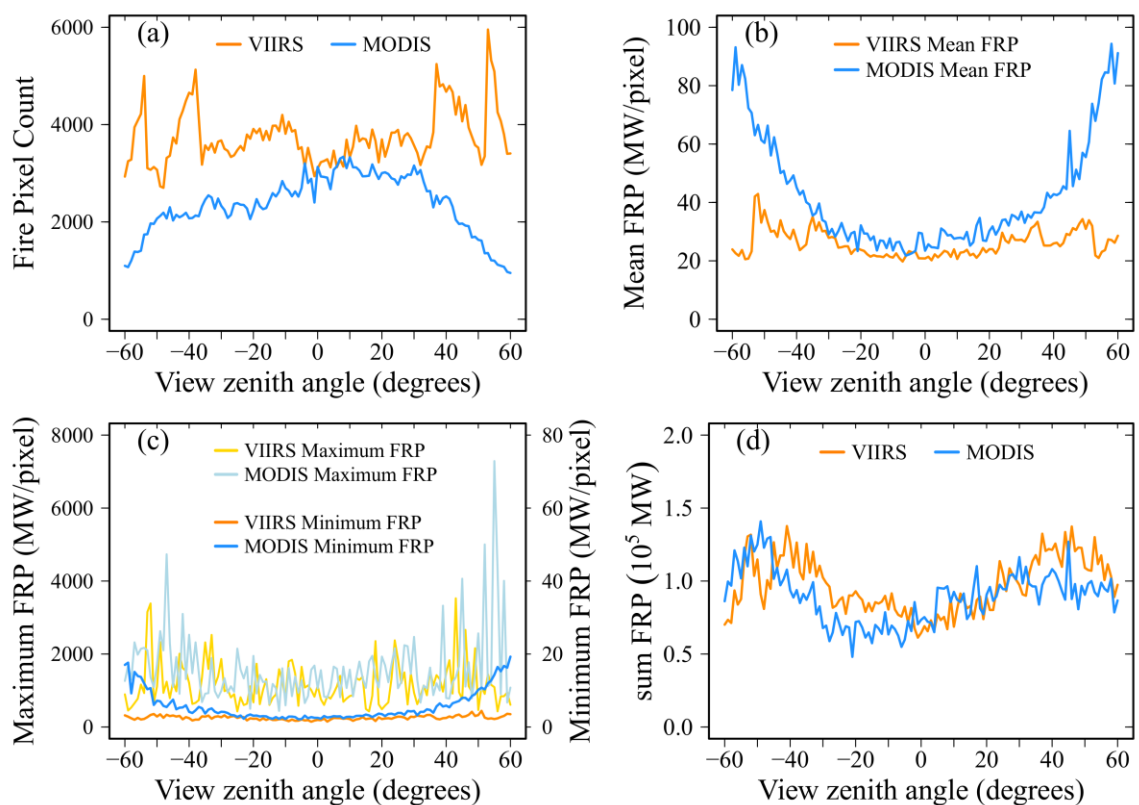 (a)
VIIRS MODIS
6000
4000
2000
0
Fire Pixel Count
−60 −40 −20 0 20 40 60
View zenith angle (degrees)
(b)
VIIRS Mean FRP
MODIS Mean FRP
100
80
60
40
20
0
Mean FRP (MW/pixel)
−60 −40 −20 0 20 40 60
View zenith angle (degrees)
(c)
VIIRS Maximum FRP
MODIS Maximum FRP
VIIRS Minimum FRP
MODIS Minimum FRP
8000
6000
4000
2000
0
Maximum FRP (MW/pixel)
80
60
40
20
0
Minimum FRP (MW/pixel)
−60 −40 −20 0 20 40 60
View zenith angle (degrees)
(d)
VIIRS MODIS
2.0
1.5
1.0
0.5
0.0
sum FRP (10⁵ MW)
−60 −40 −20 0 20 40 60
View zenith angle (degrees)